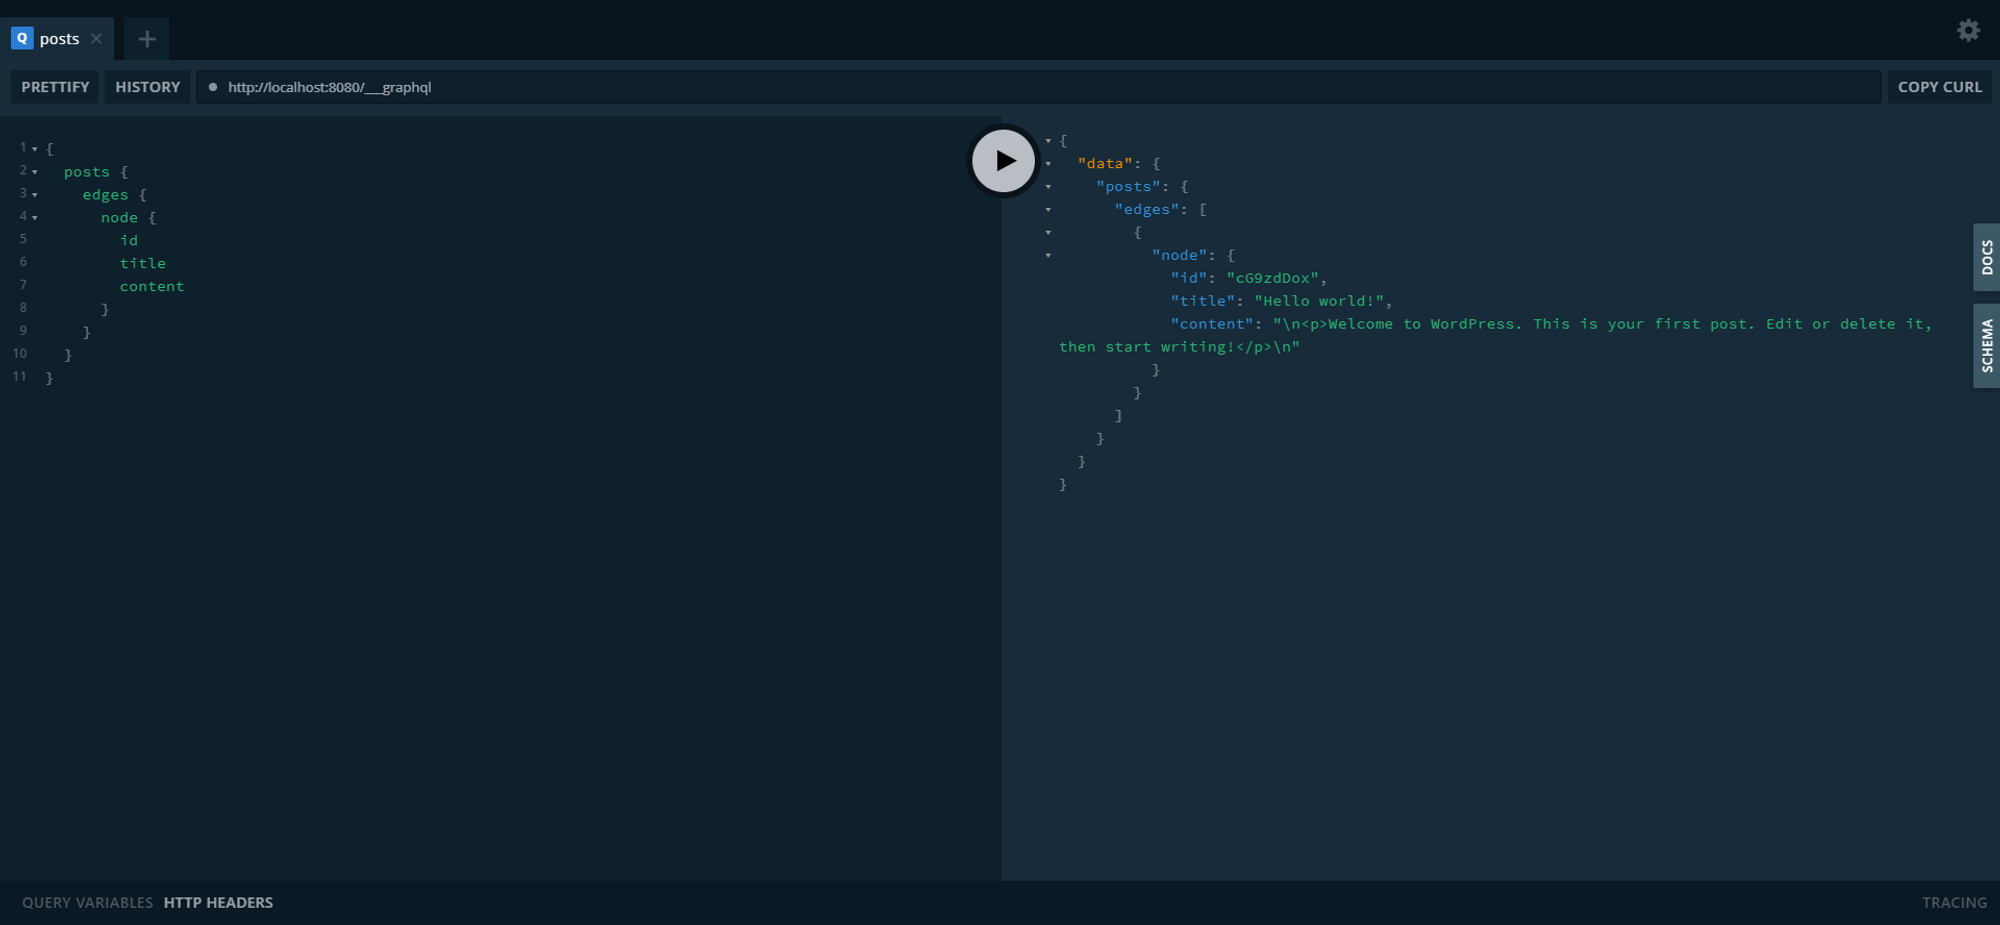 Q posts
PRETTIFY HISTORY http://localhost:8080/___graphql COPY CURL
1 {
2 posts {
3 edges {
4 node {
5 id
6 title
7 content
8 }
9 }
10 }
11 }
{
"data": {
"posts": {
"edges": [
{
"node": {
"id": "cG9zdDox",
"title": "Hello world!",
"content": "\n<p>Welcome to WordPress. This is your first post. Edit or delete it,
then start writing!</p>\n"
}
}
]
}
}
}
DOCS
SCHEMA
QUERY VARIABLES HTTP HEADERS
TRACING